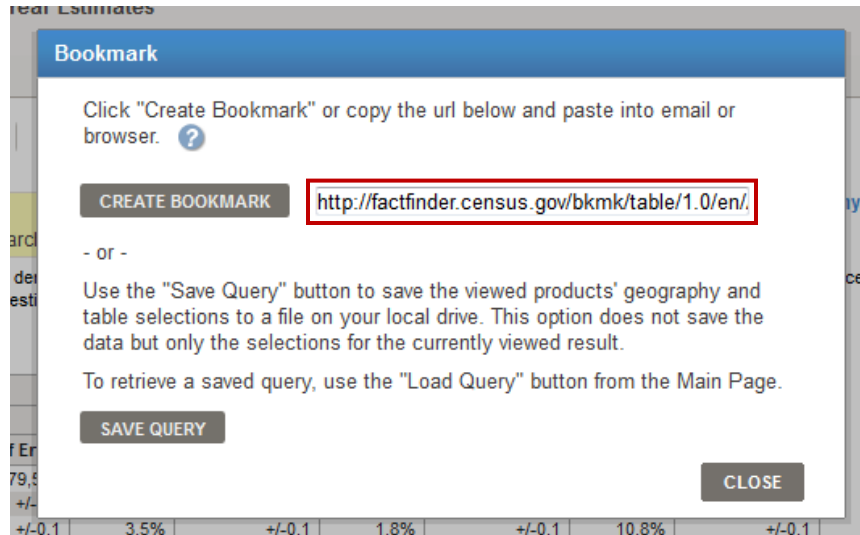 Year Estimates
Bookmark
Click "Create Bookmark" or copy the url below and paste into email or
browser. ?
CREATE BOOKMARK http://factfinder.census.gov/bkmk/table/1.0/en/
- or -
Use the "Save Query" button to save the viewed products' geography and
table selections to a file on your local drive. This option does not save the
data but only the selections for the currently viewed result.
To retrieve a saved query, use the "Load Query" button from the Main Page.
SAVE QUERY
CLOSE
+/-0.1 3.5% +/-0.1 1.8% +/-0.1 10.8% +/-0.1